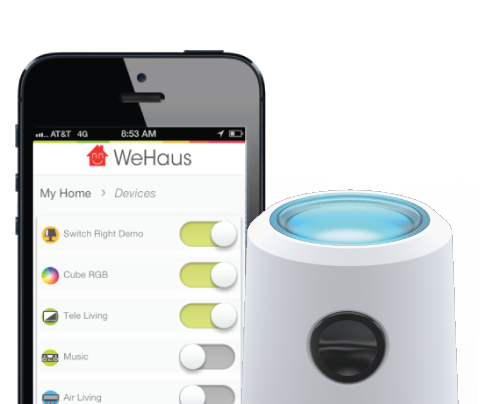 AT&T 4G 8:53 AM
WeHaus
My Home > Devices
Switch Right Demo
Cube RGB
Tele Living
Music
Air Living